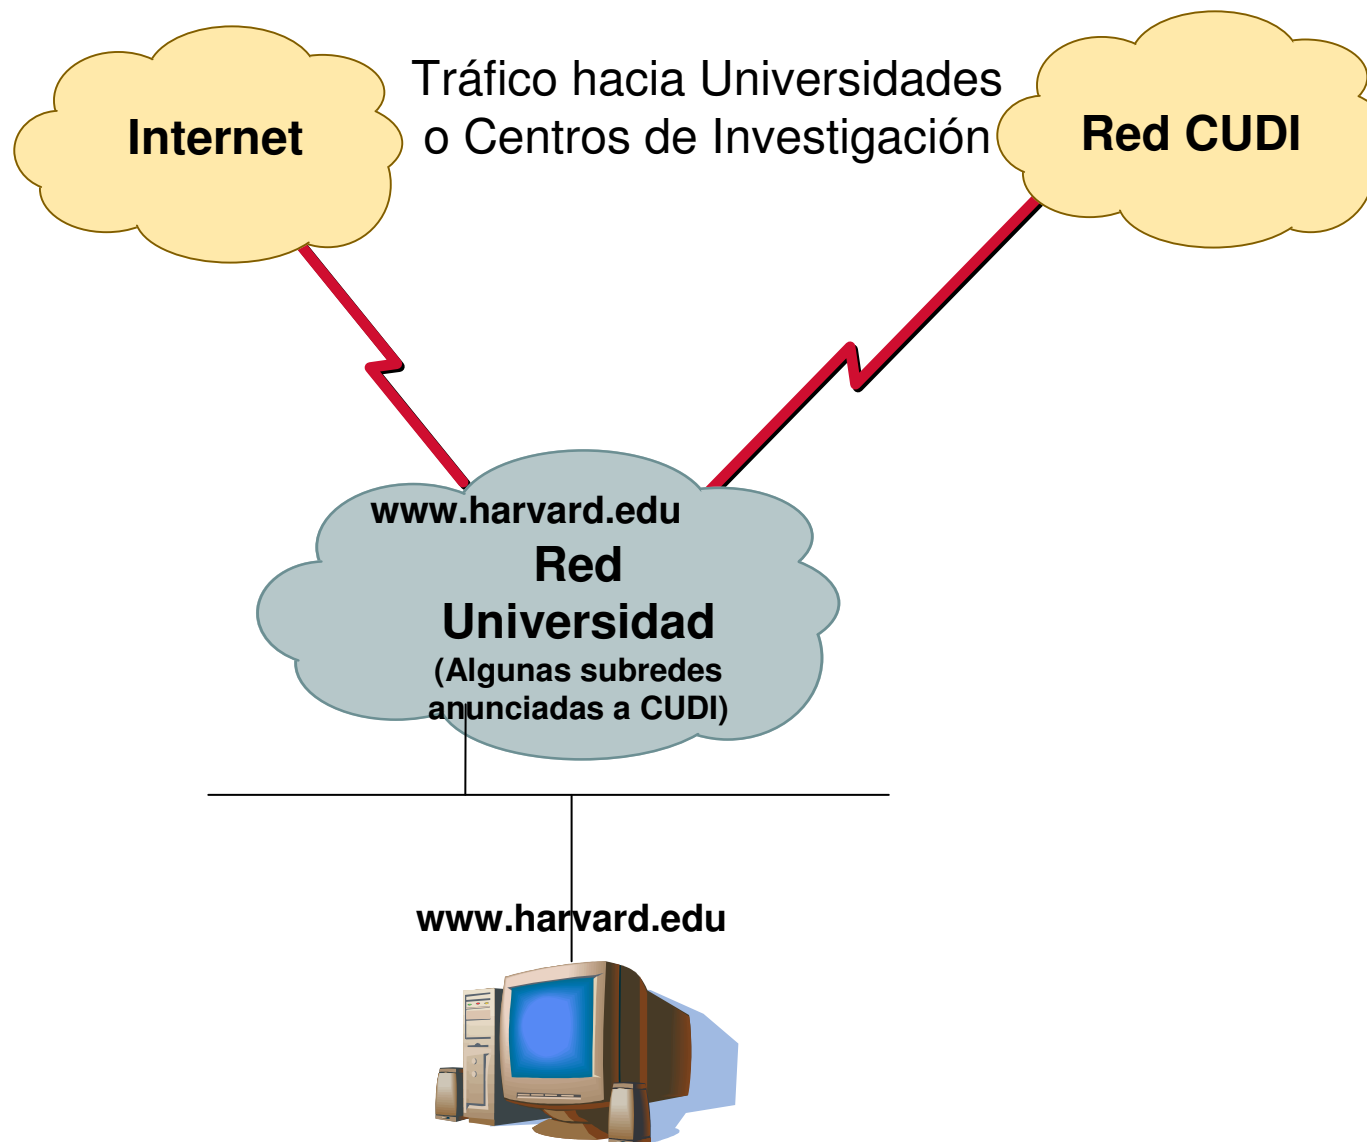 Tráfico hacia Universidades
o Centros de Investigación
Internet
Red CUDI
www.harvard.edu
Red
Universidad
(Algunas subredes
anunciadas a CUDI)
www.harvard.edu